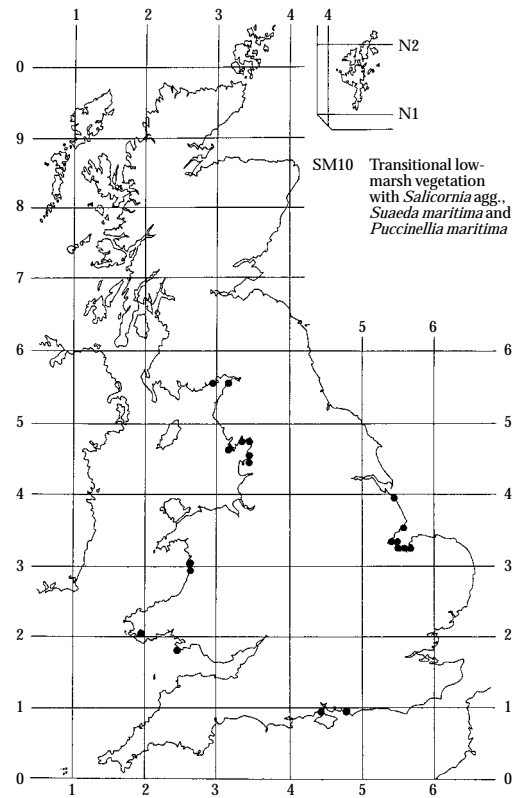 1 2 3 4
4
0
N2
N1
9
SM10 Transitional low-
marsh vegetation
with Salicornia agg.,
Suaeda maritima and
Puccinellia maritima
8
7
5 6
6 6
5 5
4 4
3 3
2 2
1 1
0 0
1 2 3 4 5 6